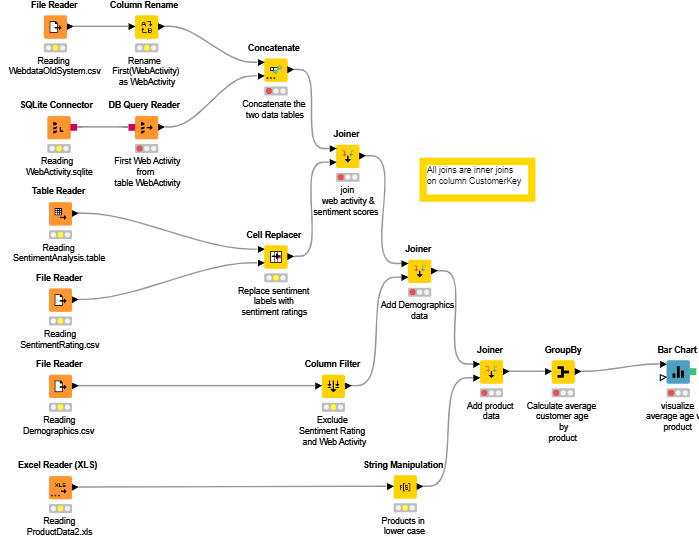 File Reader
Column Rename
Reading
WebdataOldSystem.csv
Rename
First(WebActivity)
as WebActivity
Concatenate
Concatenate the
two data tables
SQLite Connector
DB Query Reader
Reading
WebActivity.sqlite
First Web Activity
from
table WebActivity
Joiner
join
web activity &
sentiment scores
All joins are inner joins
on column CustomerKey
Table Reader
Reading
SentimentAnalysis.table
Cell Replacer
Replace sentiment
labels with
sentiment ratings
Joiner
Add Demographics
data
File Reader
Reading
SentimentRating.csv
File Reader
Reading
Demographics.csv
Column Filter
Exclude
Sentiment Rating
and Web Activity
Joiner
Add product
data
GroupBy
Calculate average
customer age
by
product
Bar Chart
visualize
average age v
product
Excel Reader (XLS)
XLS
Reading
ProductData2.xls
String Manipulation
f(s)
Products in
lower case